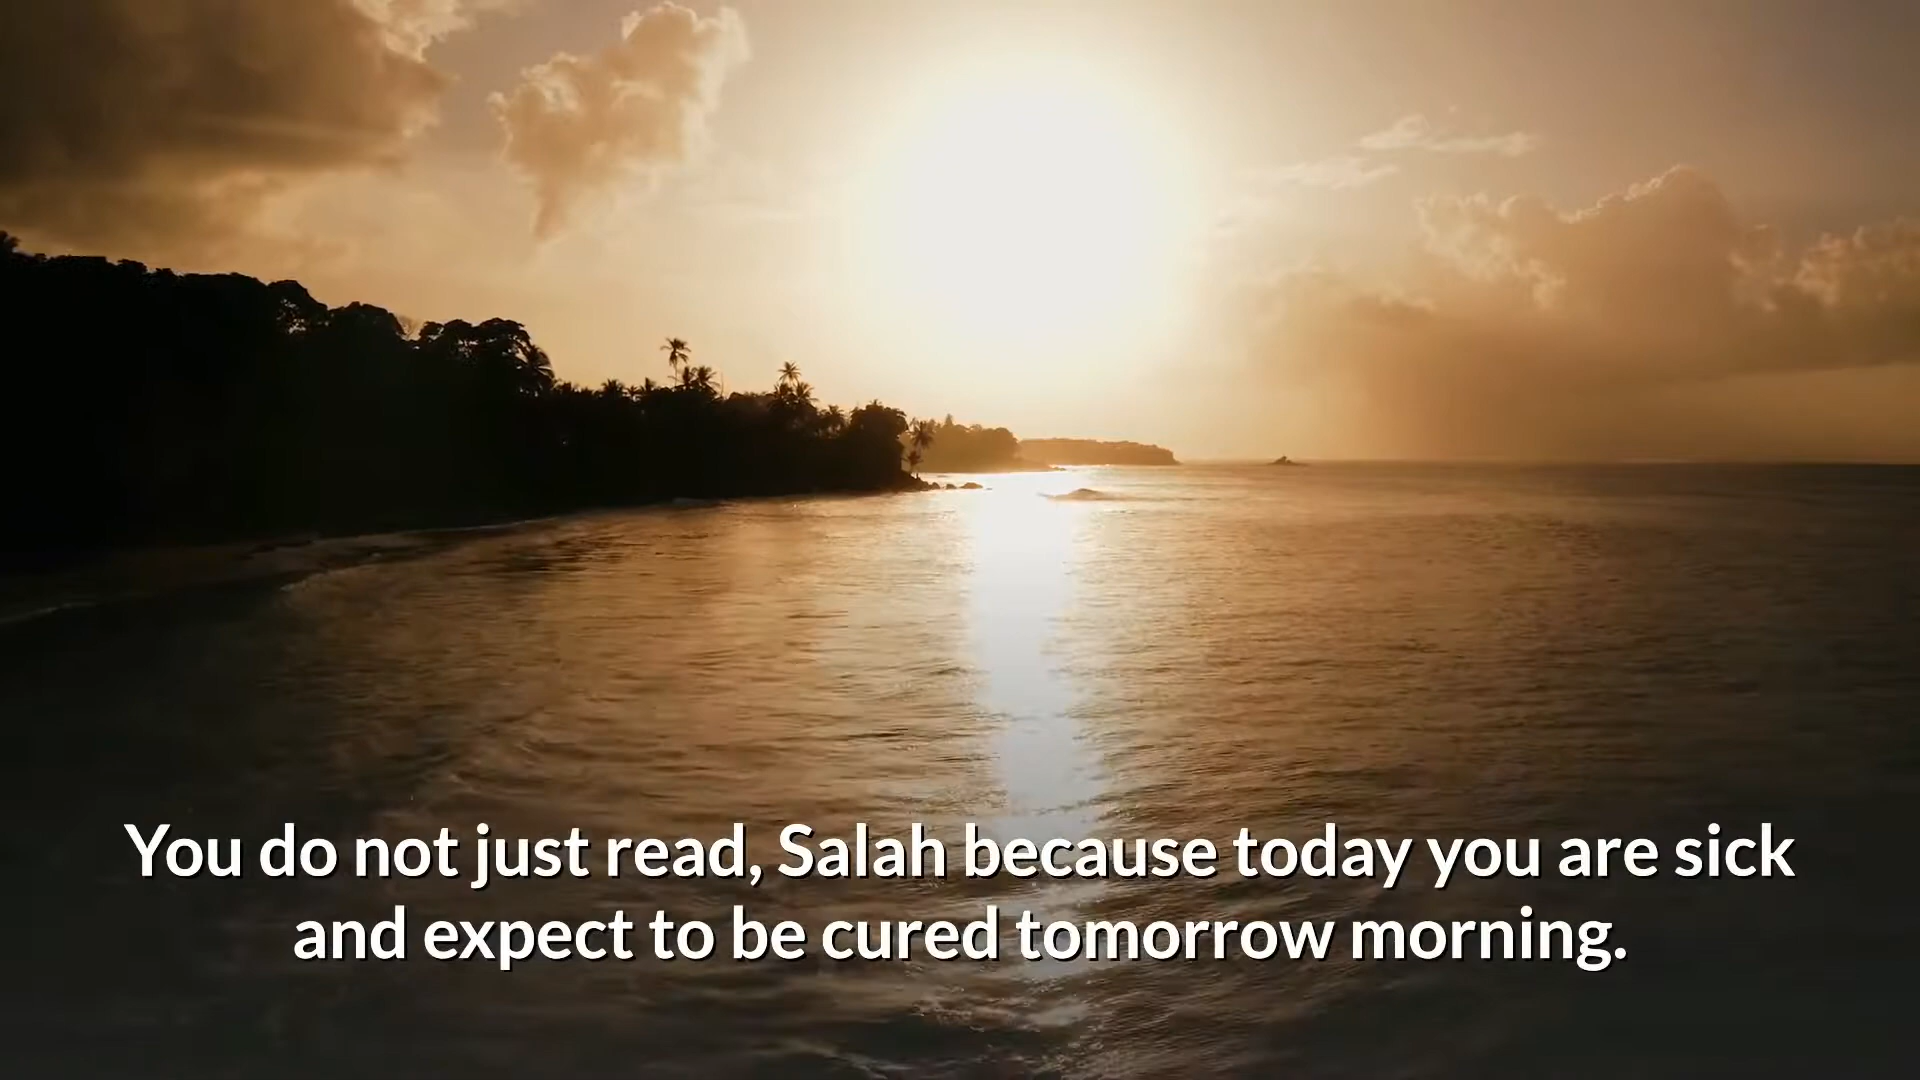 You do not just read, Salah because today you are sick
and expect to be cured tomorrow morning.